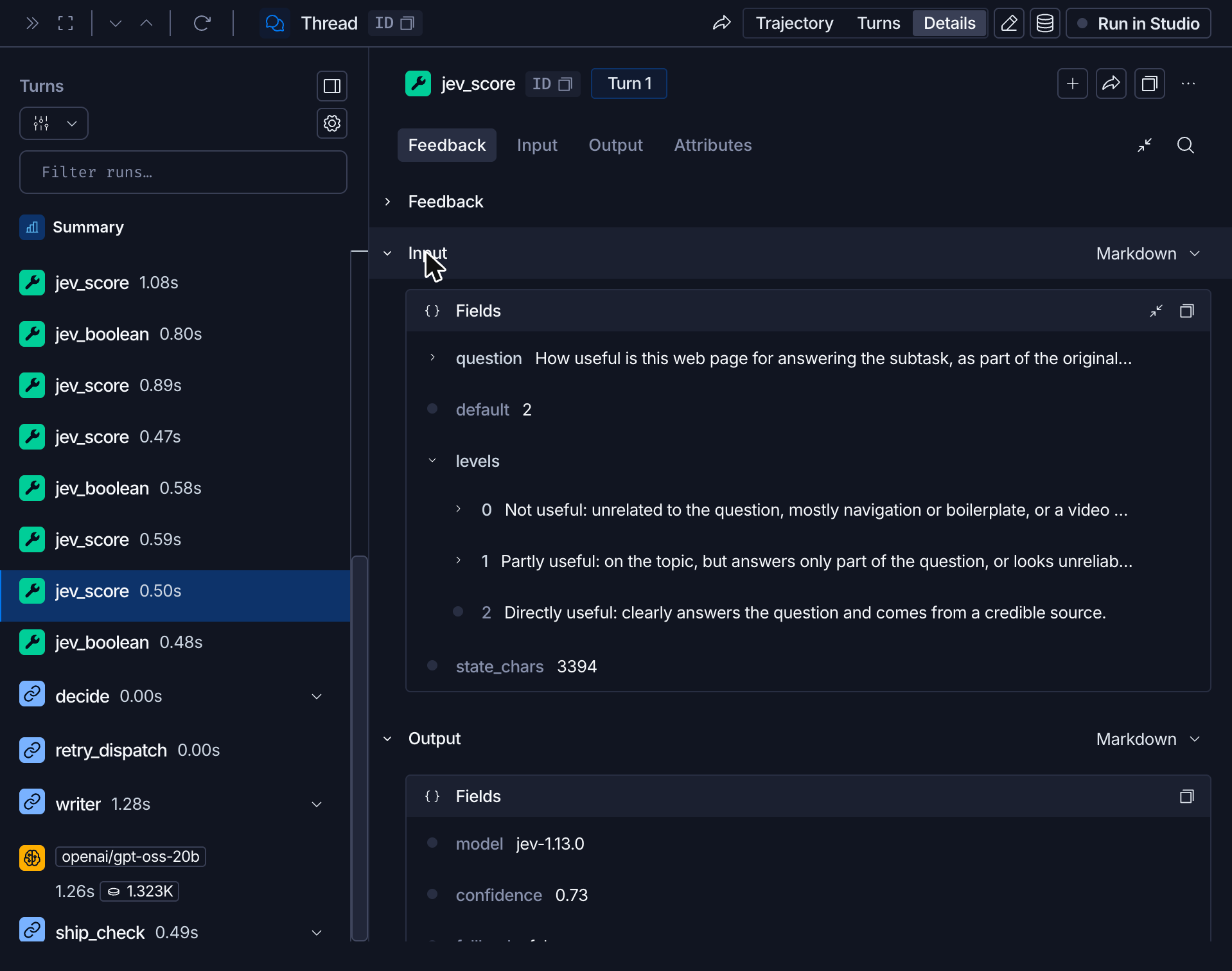 Thread ID
Trajectory Turns Details Run in Studio
Turns
Filter runs…
Summary
jev_score 1.08s
jev_boolean 0.80s
jev_score 0.89s
jev_score 0.47s
jev_boolean 0.58s
jev_score 0.59s
jev_score 0.50s
jev_boolean 0.48s
decide 0.00s
retry_dispatch 0.00s
writer 1.28s
openai/gpt-oss-20b
1.26s 1.323K
ship_check 0.49s
jev_score ID Turn 1
Feedback Input Output Attributes
Feedback
Input Markdown
{} Fields
question How useful is this web page for answering the subtask, as part of the original…
default 2
levels
0 Not useful: unrelated to the question, mostly navigation or boilerplate, or a video …
1 Partly useful: on the topic, but answers only part of the question, or looks unreliab…
2 Directly useful: clearly answers the question and comes from a credible source.
state_chars 3394
Output Markdown
{} Fields
model jev-1.13.0
confidence 0.73